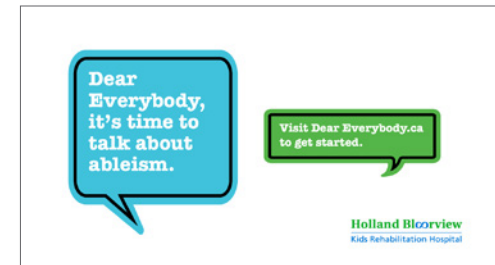 Dear
Everybody,
it's time to
talk about
ableism.
Visit Dear Everybody.ca
to get started.
Holland Bloorview
Kids Rehabilitation Hospital